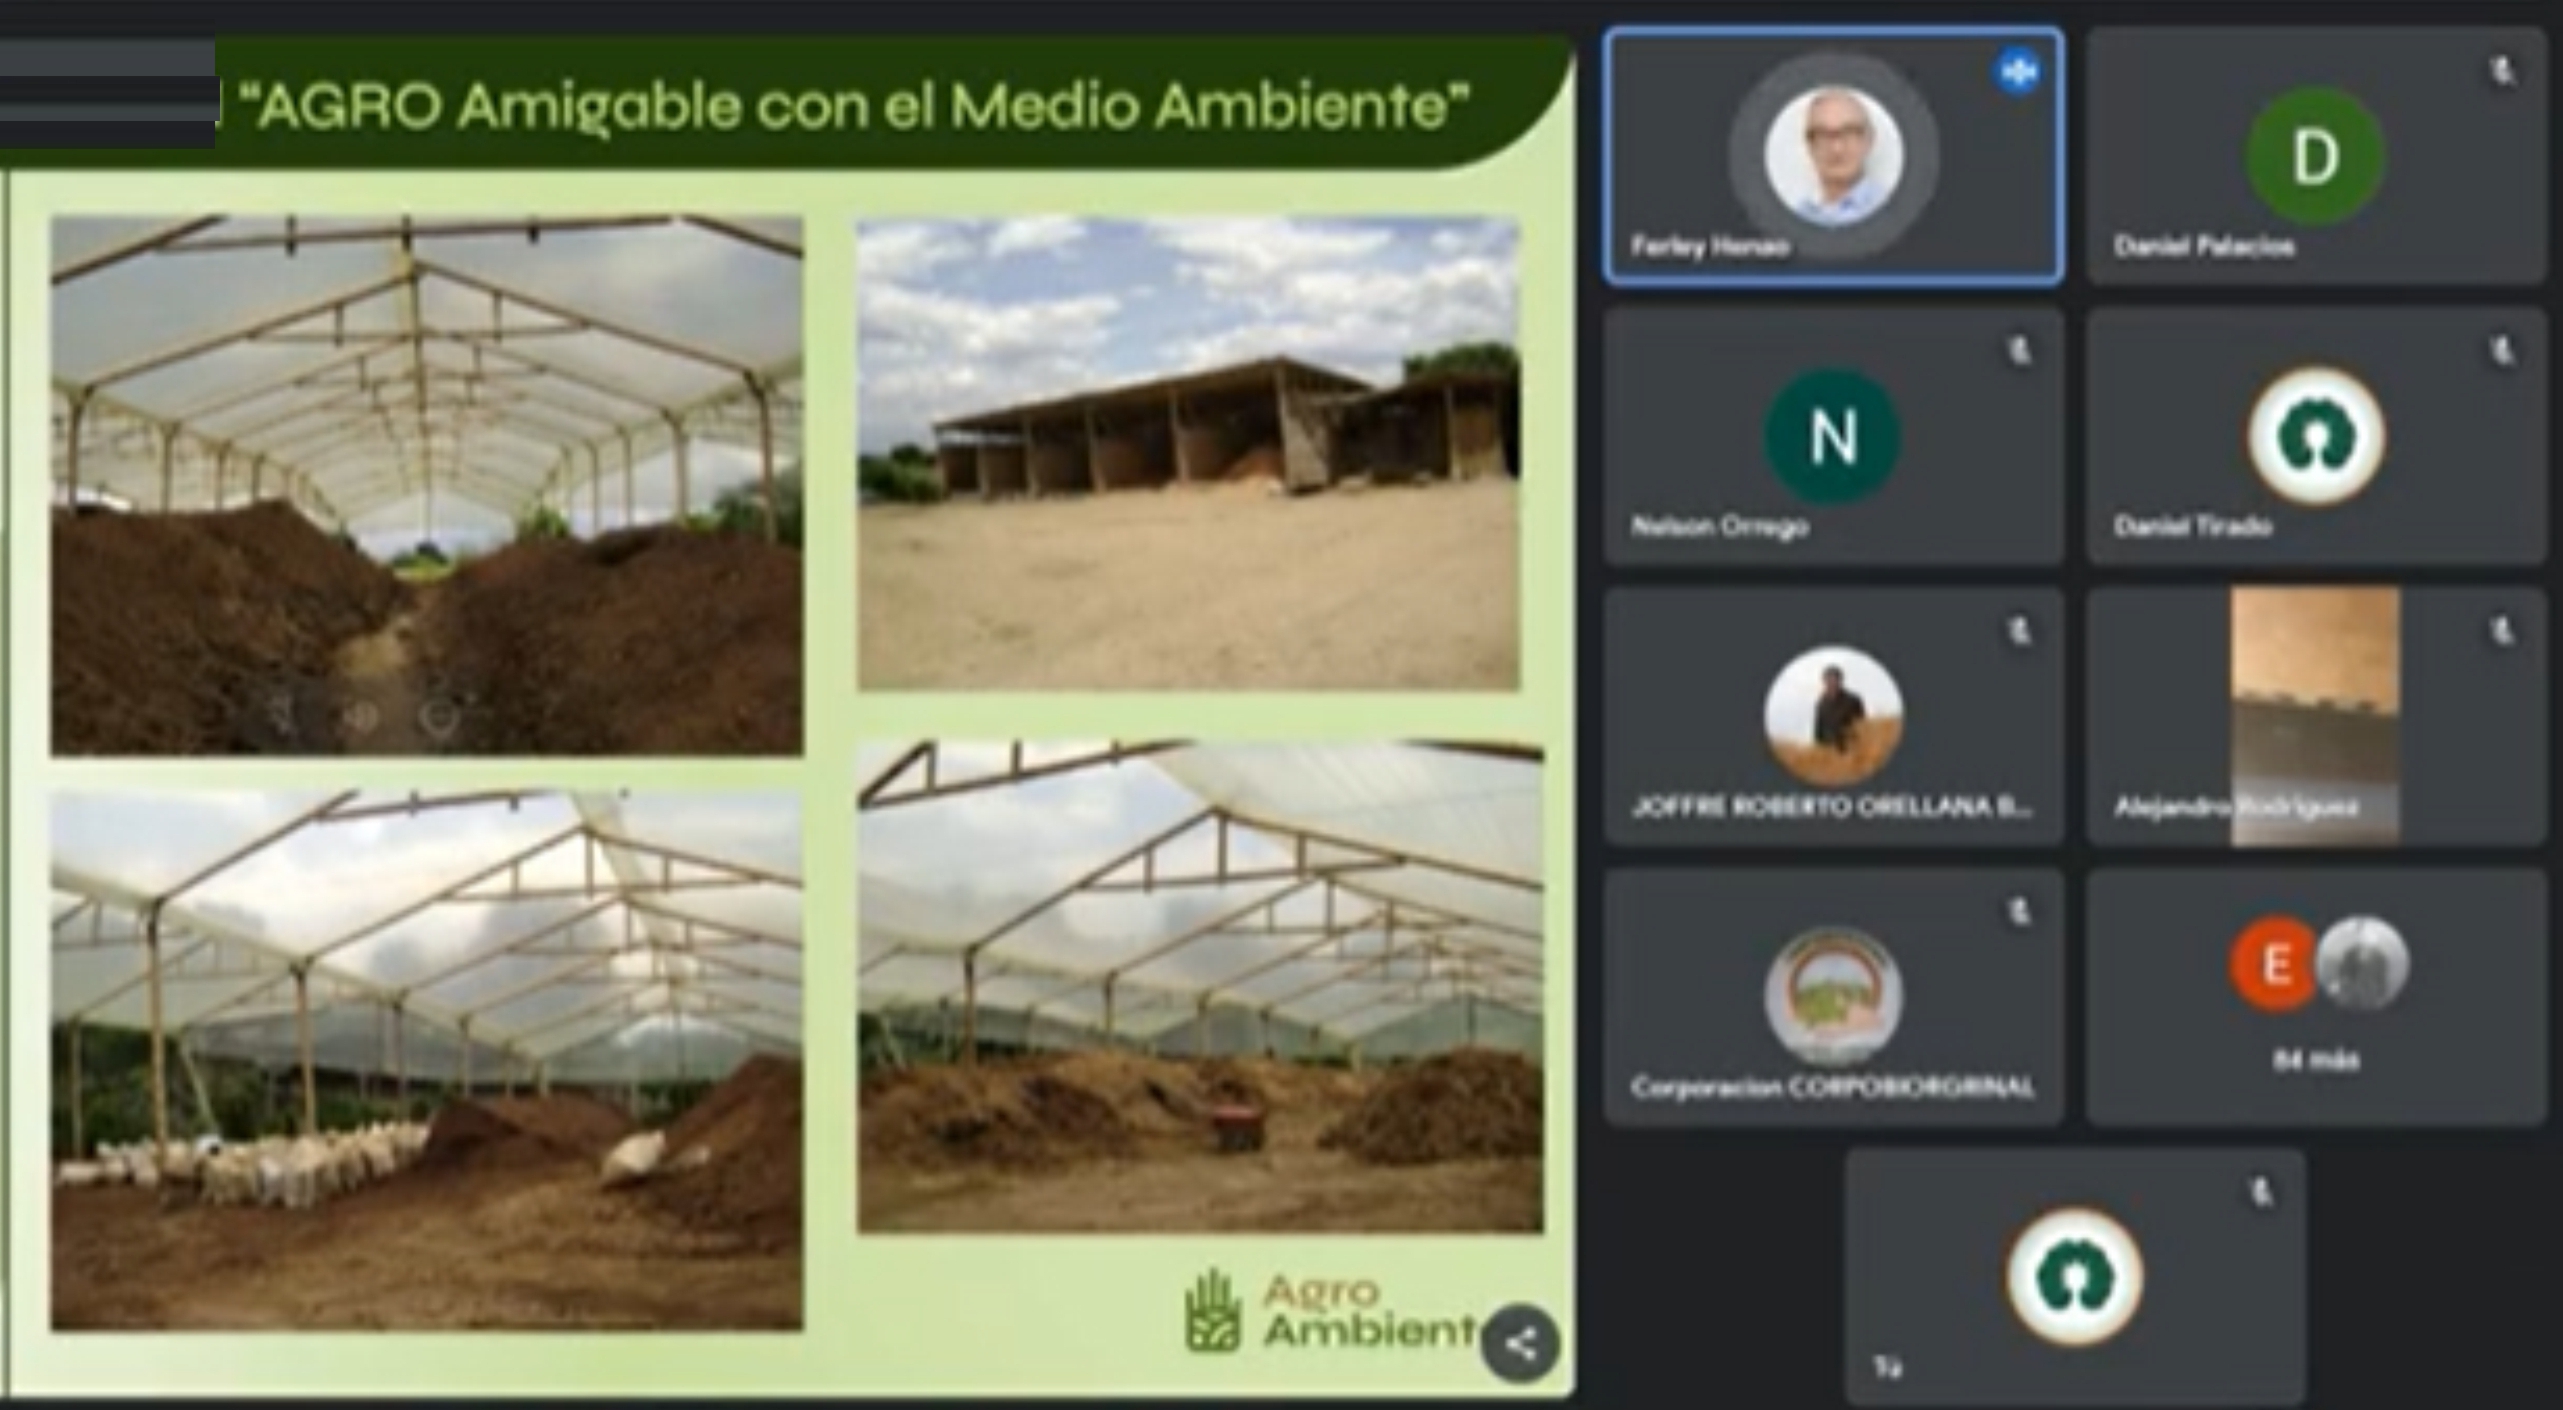 “AGRO Amigable con el Medio Ambiente”
Agro
Ambient
Ferley Henao
D
Daniel Palacios
N
Nelson Orrego
Daniel Tirado
JOFFRE ROBERTO ORELLANA B...
Alejandro Rodriguez
Corporacion CORPOBIORGRINAL
E
84 más
Tú